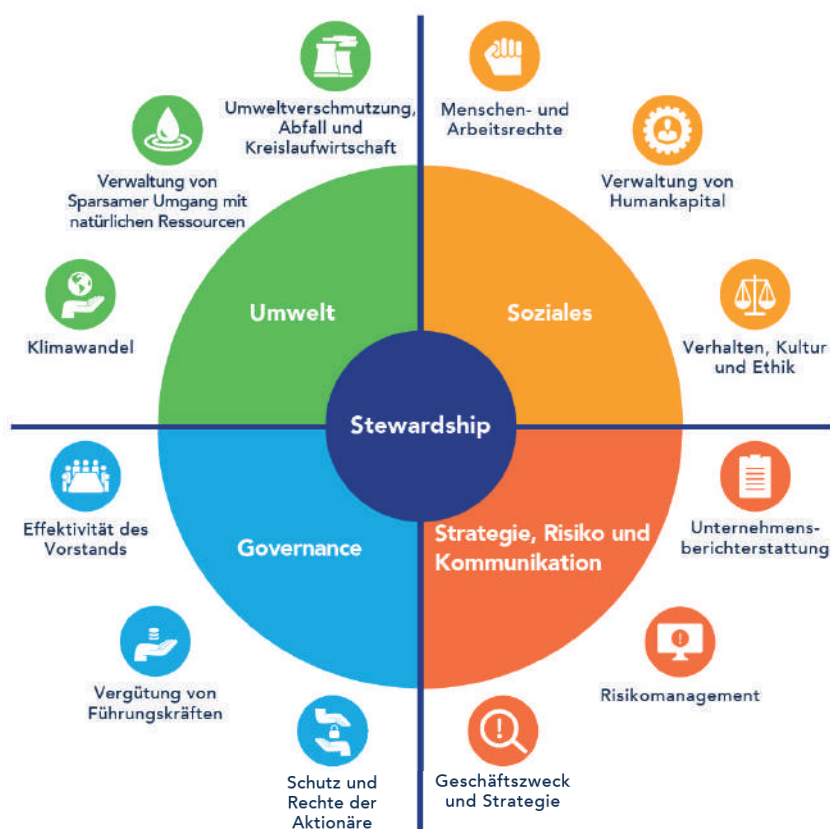 Umweltverschmutzung,
Abfall und
Kreislaufwirtschaft
Menschen- und
Arbeitsrechte
Verwaltung von
Sparsamer Umgang mit
natürlichen Ressourcen
Verwaltung von
Humankapital
Umwelt
Soziales
Klimawandel
Verhalten, Kultur
und Ethik
Stewardship
Effektivität des
Vorstands
Governance
Strategie, Risiko und
Kommunikation
Unternehmens-
berichterstattung
Vergütung von
Führungskräften
Risikomanagement
Schutz und
Rechte der
Aktionäre
Geschäftszweck
und Strategie